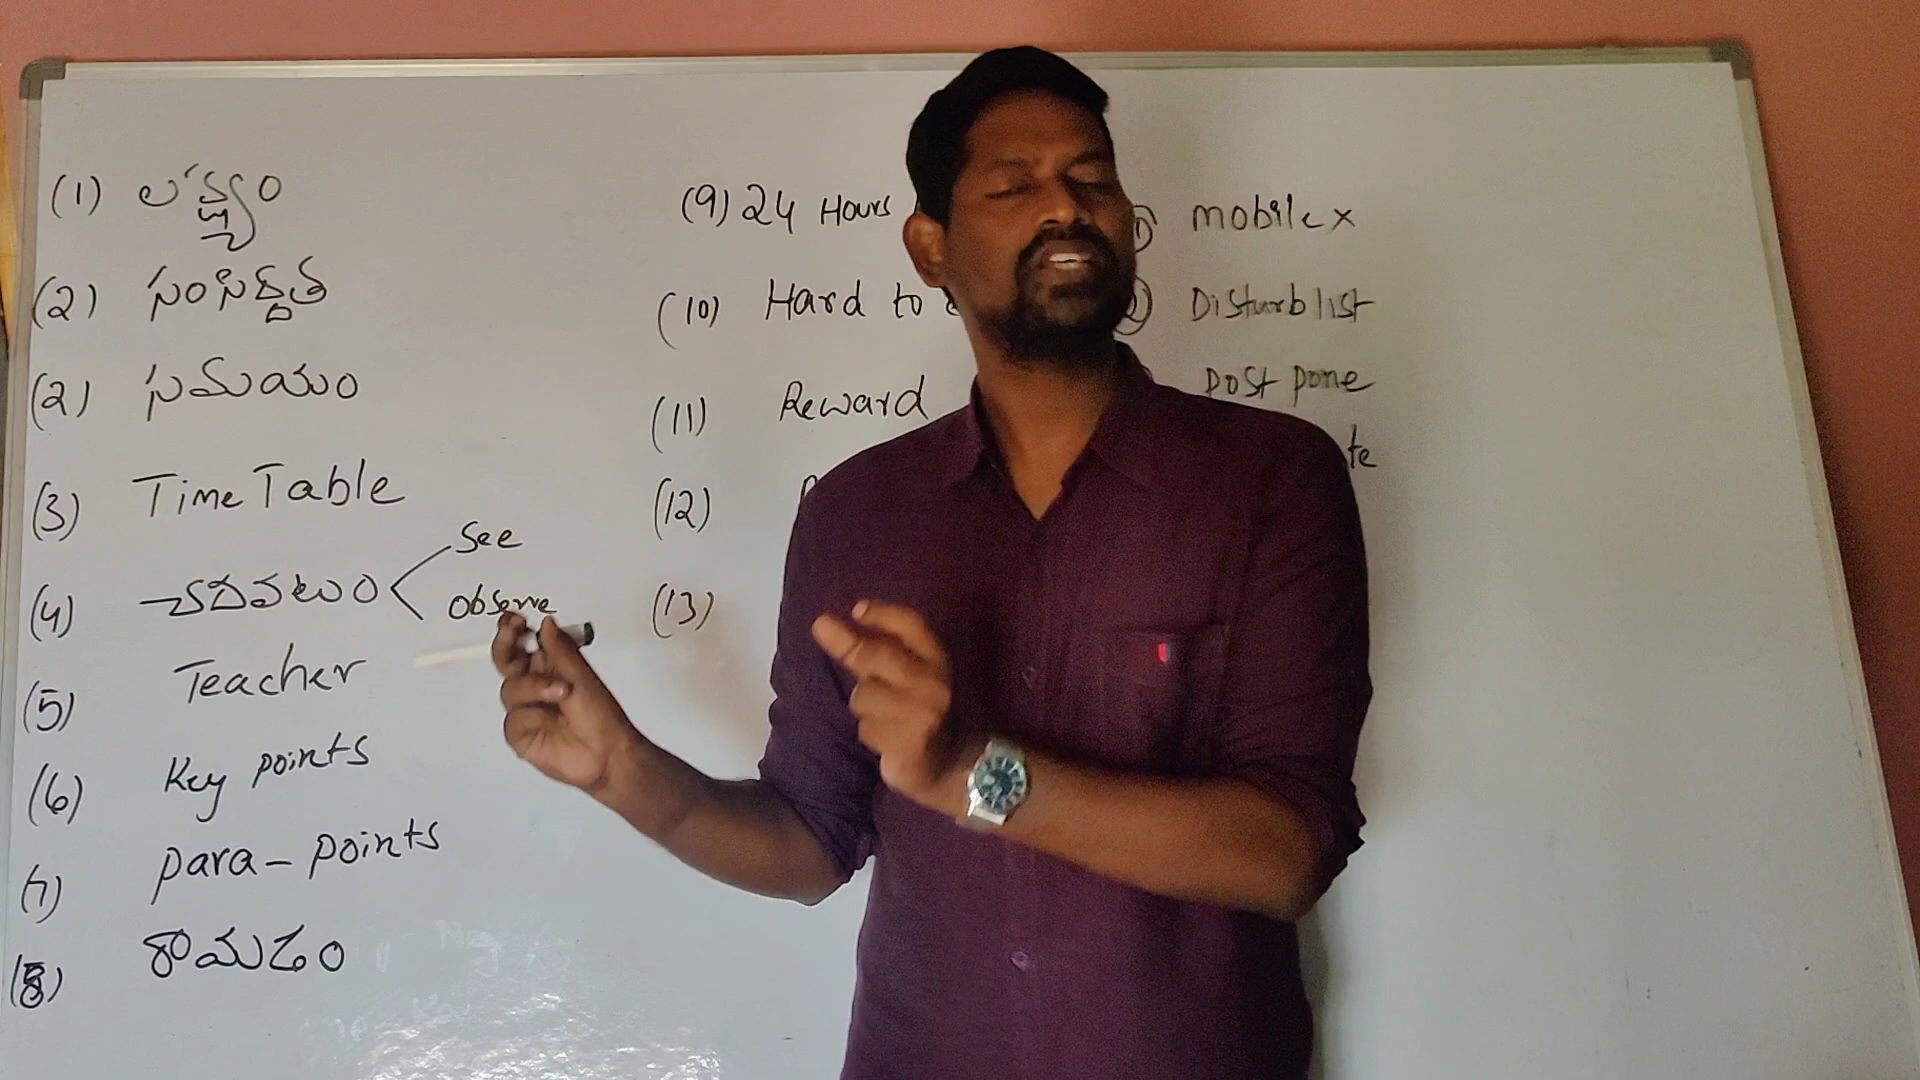 (1) లక్ష్యం
(2) సంసిద్ధత
(2) సమయం
(3) Time Table
(4) చదవటం
See
observe
(5) Teacher
(6) Key points
(7) para-points
(8) రాయడం
(9) 24 Hours
(10) Hard to
(11) Reward
(12)
(13)
mobile x
Disturb list
post pone
te